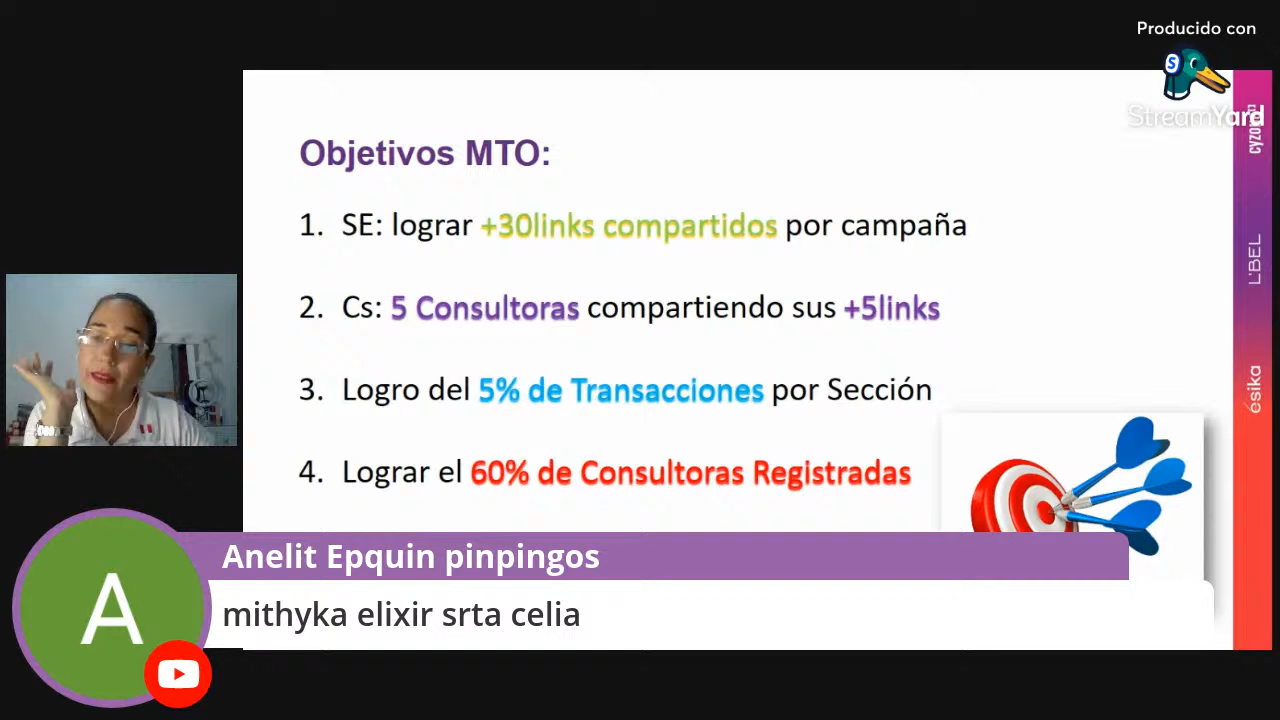 Producido con
StreamYard
Objetivos MTO:
1. SE: lograr +30links compartidos por campaña
2. Cs: 5 Consultoras compartiendo sus +5links
3. Logro del 5% de Transacciones por Sección
4. Lograr el 60% de Consultoras Registradas
L'BEL
ésika
A
Anelit Epquin pinpingos
mithyka elixir srta celia